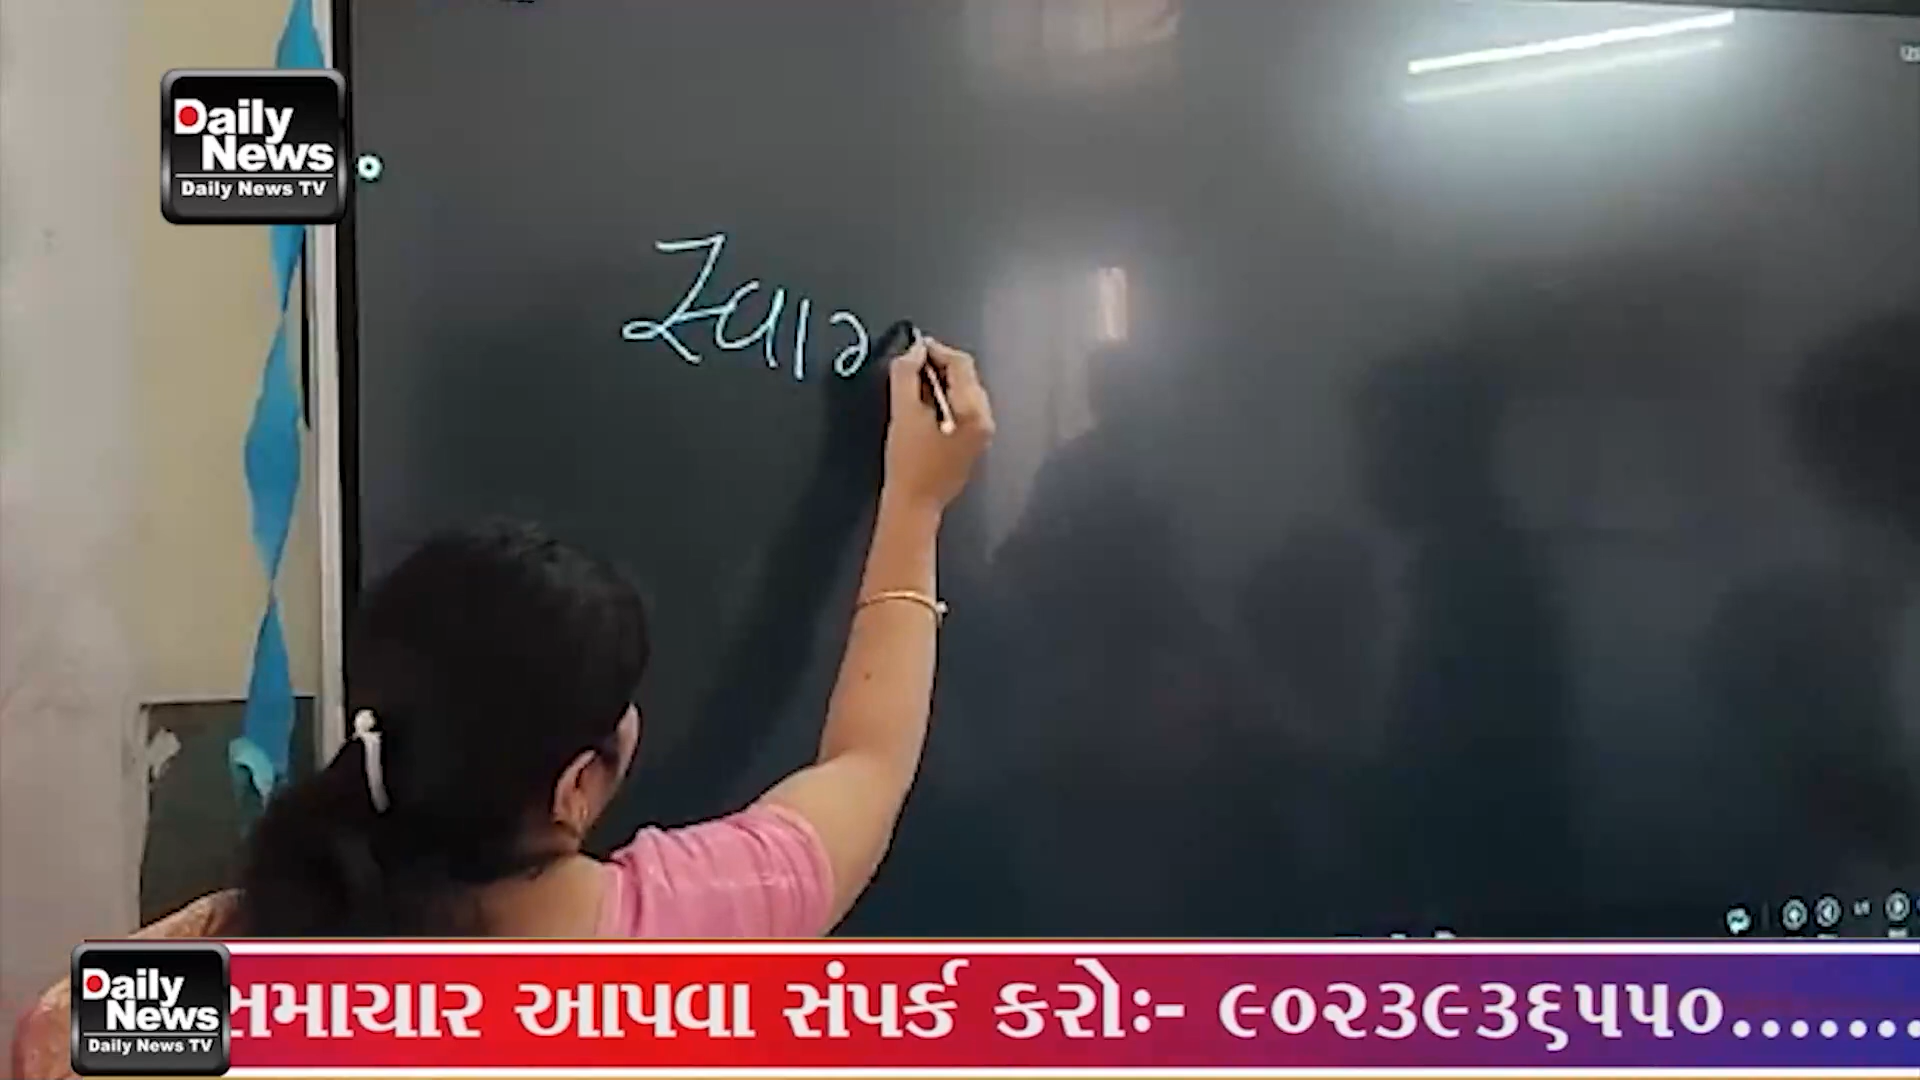 Daily
News
Daily News TV
સ્વાગ
Daily
News
Daily News TV
સમાચાર આપવા સંપર્ક કરોઃ- ૯૦૨૩૯૩૬૫૫૦.......